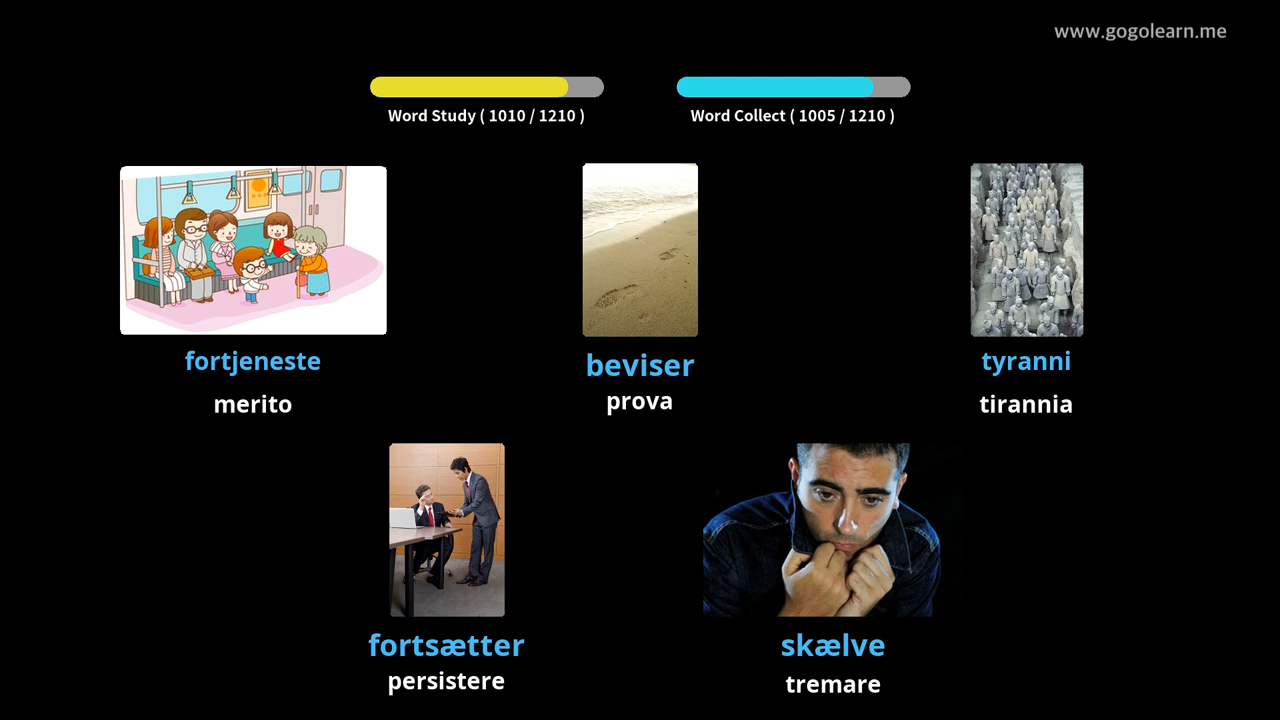 www.gogolearn.me
Word Study ( 1010 / 1210 )
Word Collect ( 1005 / 1210 )
fortjeneste
merito
beviser
prova
tyranni
tirannia
fortsætter
persistere
skælve
tremare